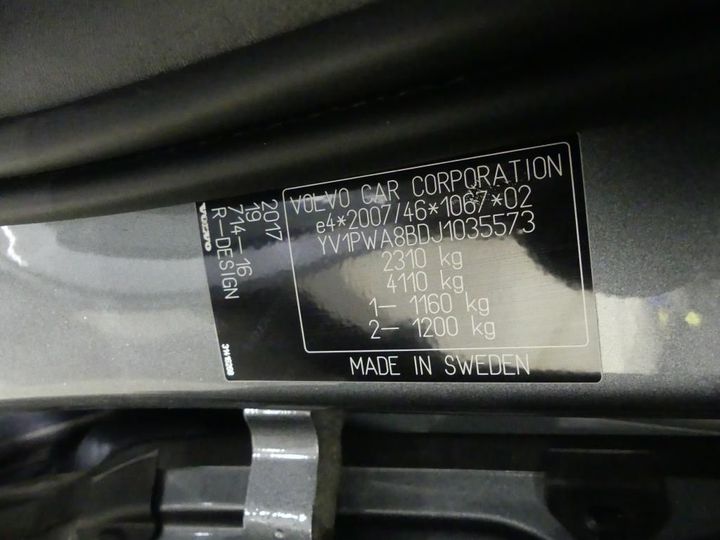 VOLVO CAR CORPORATION
e4*2007/46*1067*02
YV1PWA8BDJ1035573
2310 kg
4110 kg
1– 1160 kg
2– 1200 kg
MADE IN SWEDEN
2017
19
714–16
R–DESIGN
VOLVO